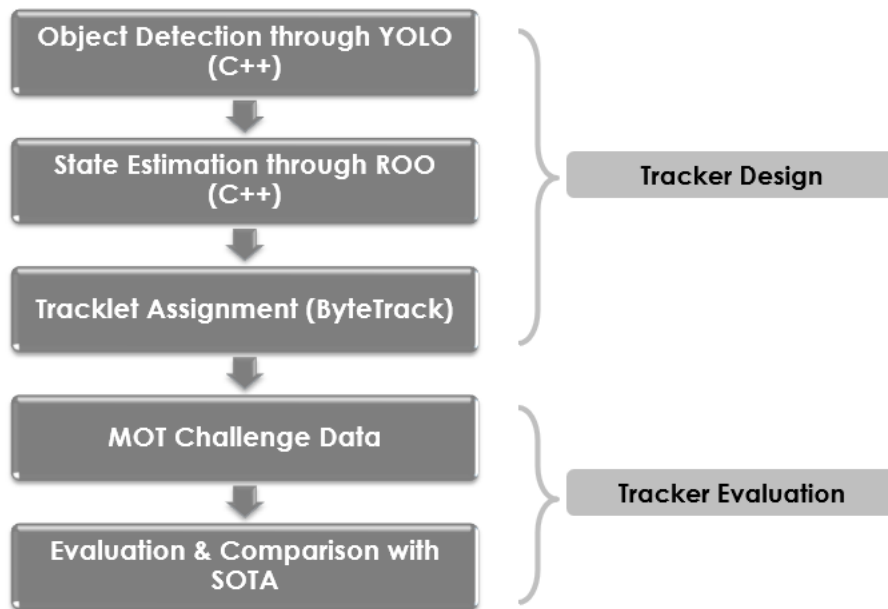 Object Detection through YOLO
(C++)
State Estimation through ROO
(C++)
Tracklet Assignment (ByteTrack)
Tracker Design
MOT Challenge Data
Evaluation & Comparison with
SOTA
Tracker Evaluation